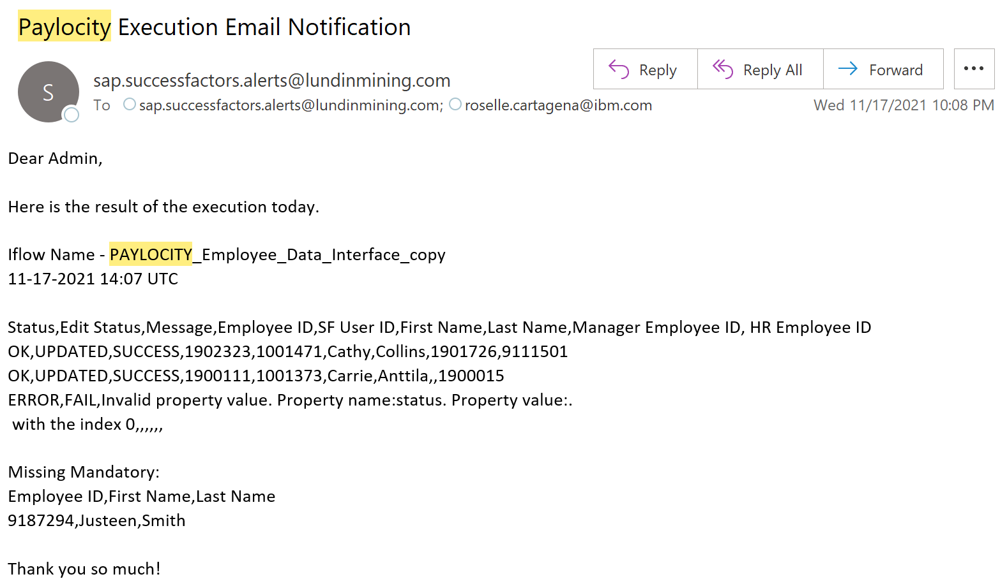 Paylocity Execution Email Notification
S
sap.successfactors.alerts@lundinmining.com
Reply
Reply All
Forward
To sap.successfactors.alerts@lundinmining.com; roselle.cartagena@ibm.com
Wed 11/17/2021 10:08 PM
Dear Admin,
Here is the result of the execution today.
Iflow Name - PAYLOCITY_Employee_Data_Interface_copy
11-17-2021 14:07 UTC
Status,Edit Status,Message,Employee ID,SF User ID,First Name,Last Name,Manager Employee ID, HR Employee ID
OK,UPDATED,SUCCESS,1902323,1001471,Cathy,Collins,1901726,9111501
OK,UPDATED,SUCCESS,1900111,1001373,Carrie,Anttila,,1900015
ERROR,FAIL,Invalid property value. Property name:status. Property value:.
with the index 0,,,,,,
Missing Mandatory:
Employee ID,First Name,Last Name
9187294,Justeen,Smith
Thank you so much!